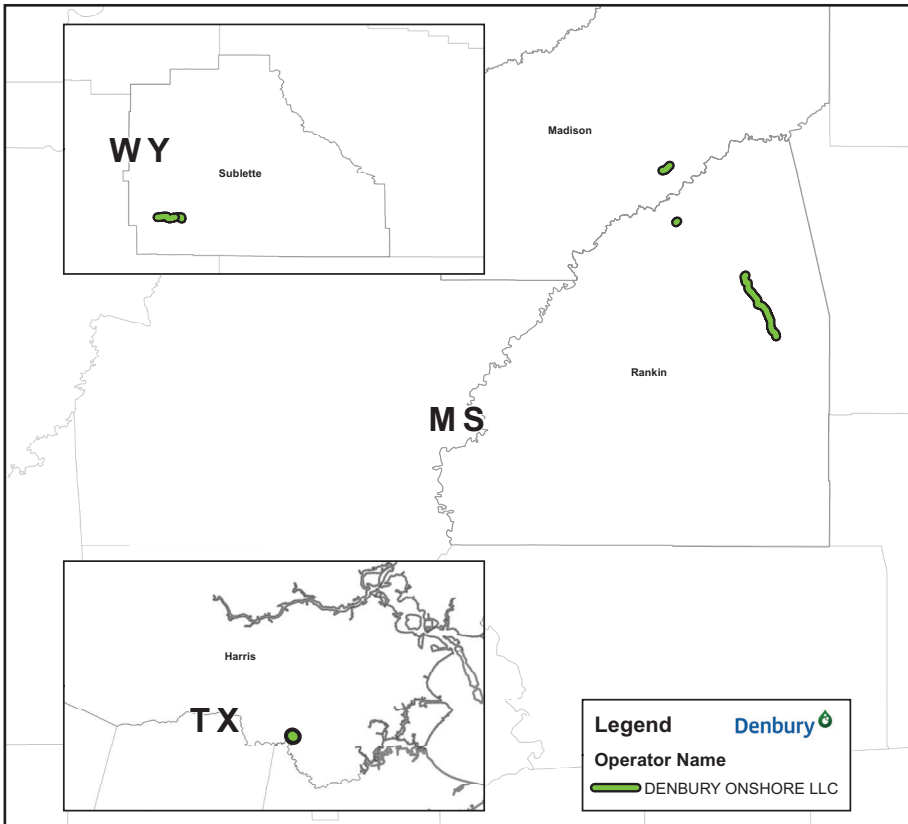 WY
Sublette
Madison
Rankin
MS
Harris
TX
Legend
Denbury
Operator Name
DENBURY ONSHORE LLC